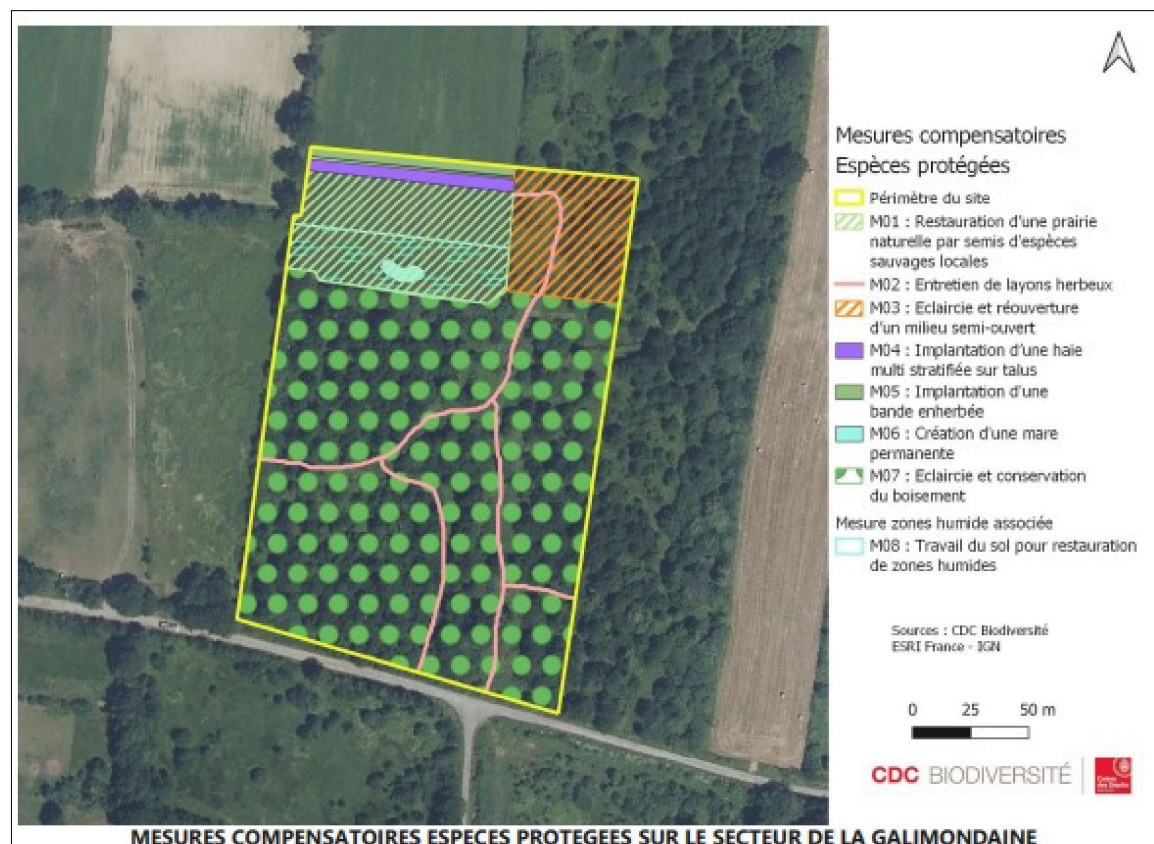 Mesures compensatoires
Espèces protégées
Périmètre du site
M01 : Restauration d'une prairie
naturelle par semis d'espèces
sauvages locales
M02 : Entretien de layons herbeux
M03 : Eclaircie et réouverture
d'un milieu semi-ouvert
M04 : Implantation d'une haie
multi stratifiée sur talus
M05 : Implantation d'une
bande enherbée
M06 : Création d'une mare
permanente
M07 : Eclaircie et conservation
du boisement
Mesure zones humide associée
M08 : Travail du sol pour restauration
de zones humides
Sources : CDC Biodiversité
ESRI France - IGN
0 25 50 m
CDC BIODIVERSITÉ
Caisse des Dépôts
MESURES COMPENSATOIRES ESPECES PROTEGEES SUR LE SECTEUR DE LA GALIMONDAINE